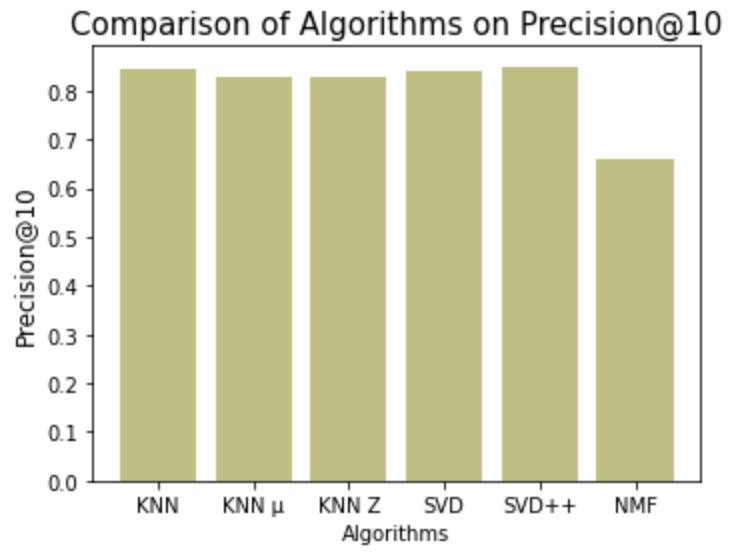 Comparison of Algorithms on Precision@10
Precision@10
0.8
0.7
0.6
0.5
0.4
0.3
0.2
0.1
0.0
KNN KNN μ KNN Z SVD SVD++ NMF
Algorithms